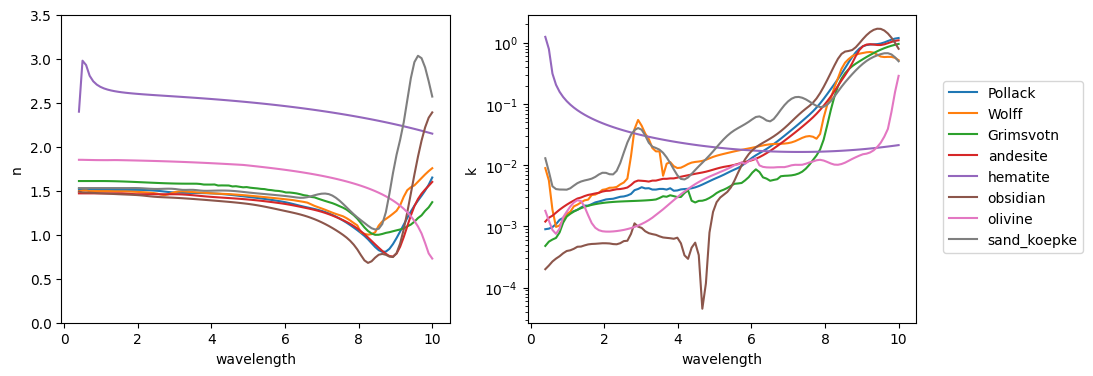 3.5
3.0
2.5
2.0
1.5
1.0
0.5
0.0
n
0
2
4
6
8
10
wavelength
10⁰
10⁻¹
10⁻²
10⁻³
10⁻⁴
k
0
2
4
6
8
10
wavelength
Pollack
Wolff
Grimsvotn
andesite
hematite
obsidian
olivine
sand_koepke